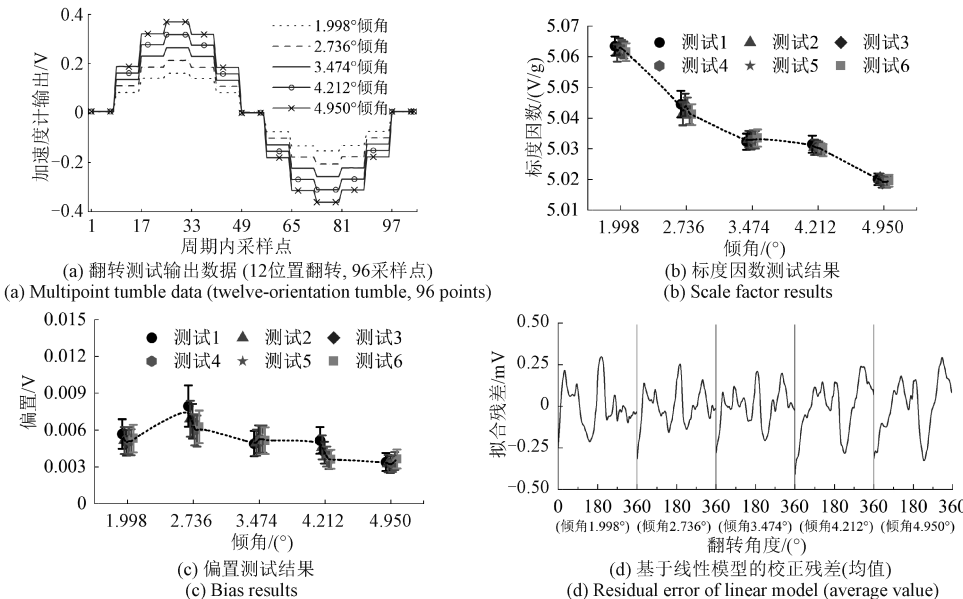 0.4
0.2
0
−0.2
−0.4
加速度计输出/V
1.998°倾角
2.736°倾角
3.474°倾角
4.212°倾角
4.950°倾角
1 17 33 49 65 81 97
周期内采样点
(a) 翻转测试输出数据 (12位置翻转, 96采样点)
(a) Multipoint tumble data (twelve-orientation tumble, 96 points)
5.07
5.06
5.05
5.04
5.03
5.02
5.01
标度因数/(V/g)
测试1 测试2 测试3
测试4 测试5 测试6
1.998 2.736 3.474 4.212 4.950
倾角/(°)
(b) 标度因数测试结果
(b) Scale factor results
0.015
0.012
0.009
0.006
0.003
0
偏置/V
测试1 测试2 测试3
测试4 测试5 测试6
1.998 2.736 3.474 4.212 4.950
倾角/(°)
(c) 偏置测试结果
(c) Bias results
0.50
0.25
0
−0.25
−0.50
拟合残差/mV
0 180 360 180 360 180 360 180 360 180 360
(倾角1.998°) (倾角2.736°) (倾角3.474°) (倾角4.212°) (倾角4.950°)
翻转角度/(°)
(d) 基于线性模型的校正残差(均值)
(d) Residual error of linear model (average value)